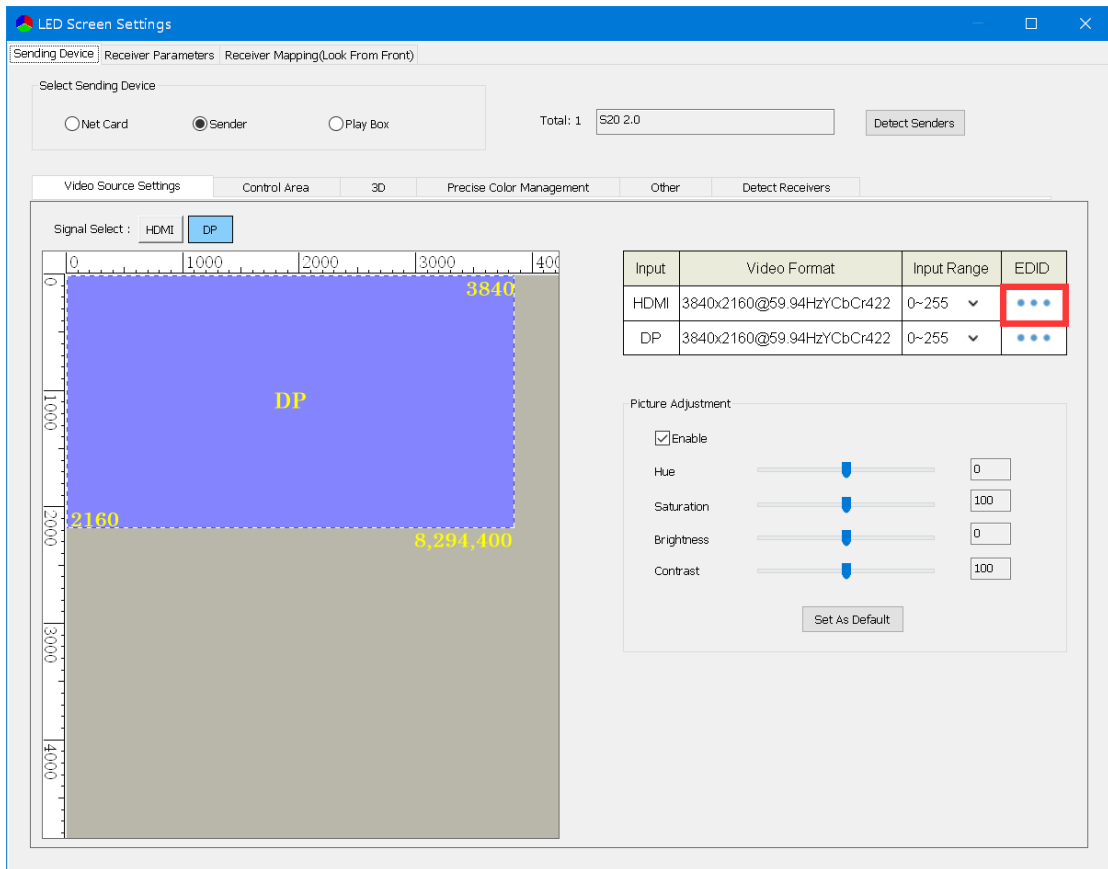 LED Screen Settings
Sending Device Receiver Parameters Receiver Mapping(Look From Front)
Select Sending Device
Net Card Sender Play Box
Total: 1 S20 2.0 Detect Senders
Video Source Settings Control Area 3D Precise Color Management Other Detect Receivers
Signal Select : HDMI DP
0 1000 2000 3000 400
0
1000
2000
3000
4000
3840
DP
2160
8,294,400
Input Video Format Input Range EDID
HDMI 3840x2160@59.94HzYCbCr422 0~255
DP 3840x2160@59.94HzYCbCr422 0~255
Picture Adjustment
Enable
Hue 0
Saturation 100
Brightness 0
Contrast 100
Set As Default